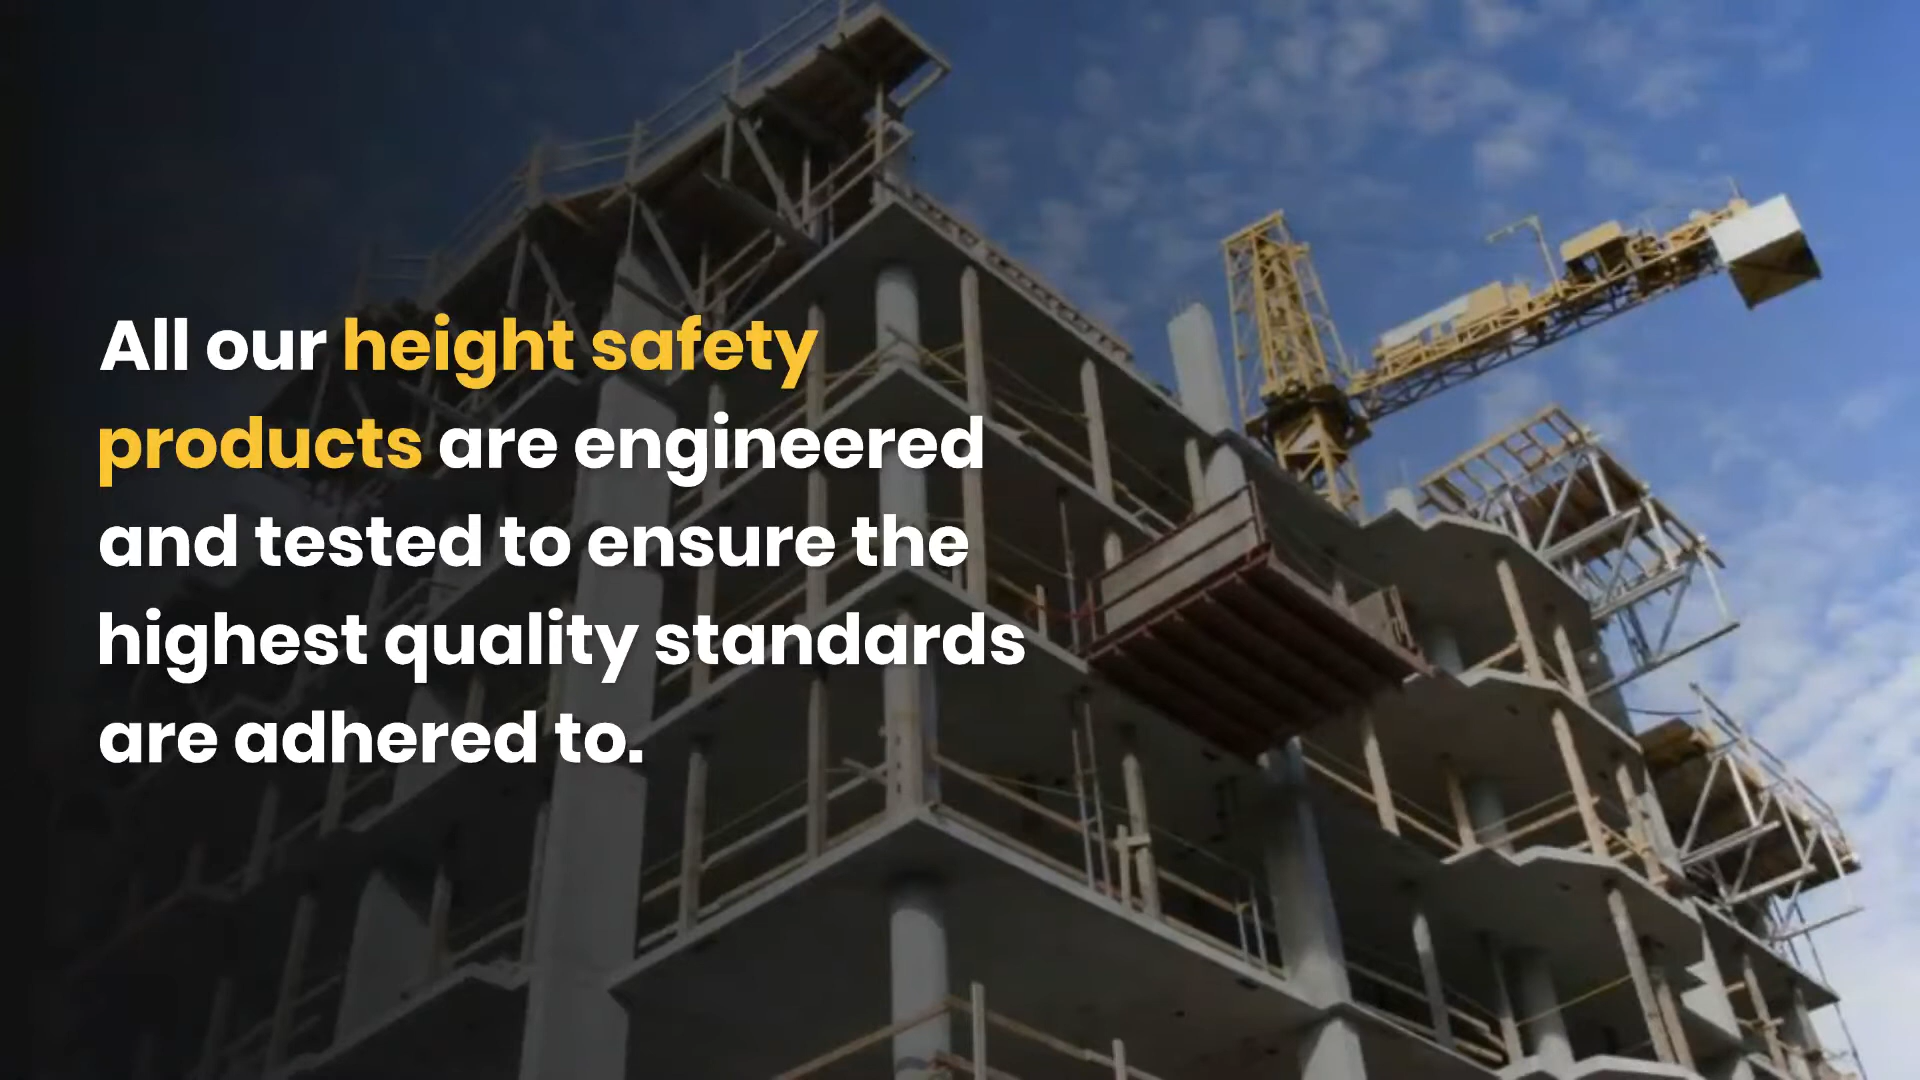 All our height safety
products are engineered
and tested to ensure the
highest quality standards
are adhered to.